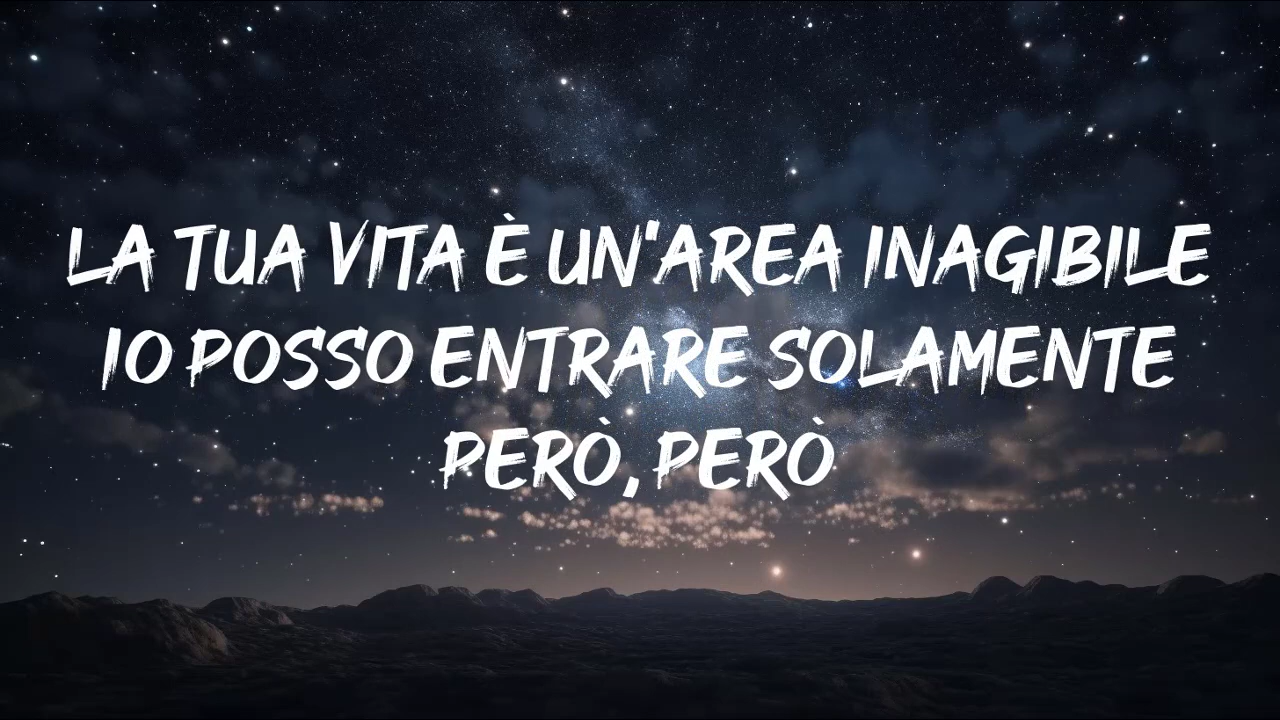 LA TUA VITA È UN'AREA INAGIBILE
IO POSSO ENTRARE SOLAMENTE
PERÒ, PERÒ